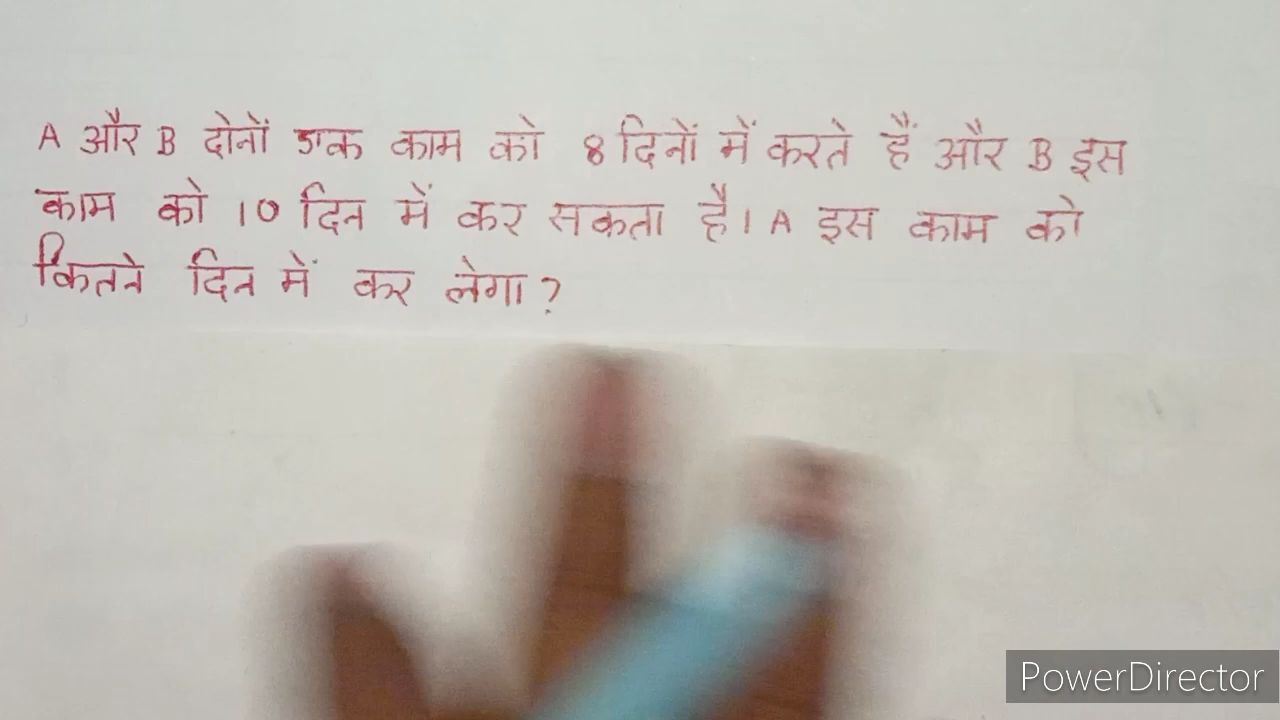 A और B दोनों एक काम को 8 दिनों में करते हैं और B इस
काम को 10 दिन में कर सकता है। A इस काम को
कितने दिन में कर लेगा?
PowerDirector